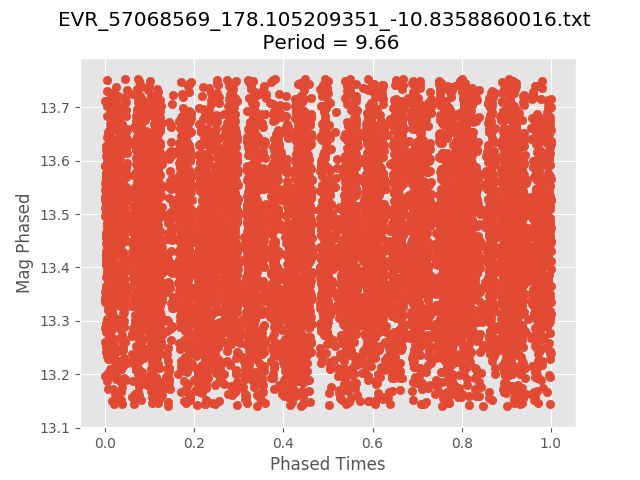 EVR_57068569_178.105209351_-10.8358860016.txt
Period = 9.66
Mag Phased
13.7
13.6
13.5
13.4
13.3
13.2
13.1
0.0 0.2 0.4 0.6 0.8 1.0
Phased Times